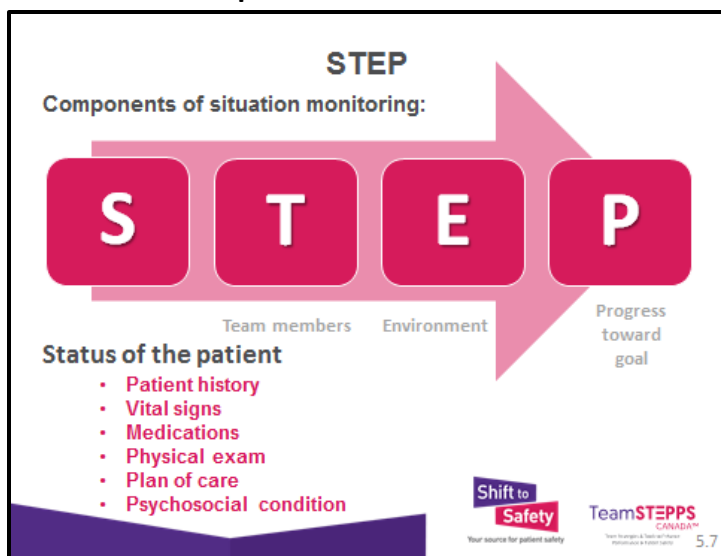 STEP
Components of situation monitoring:
S T E P
Team members Environment Progress
toward
goal
Status of the patient
• Patient history
• Vital signs
• Medications
• Physical exam
• Plan of care
• Psychosocial condition
Shift to
Safety
Your source for patient safety
TeamSTEPPS
CANADA™
5.7